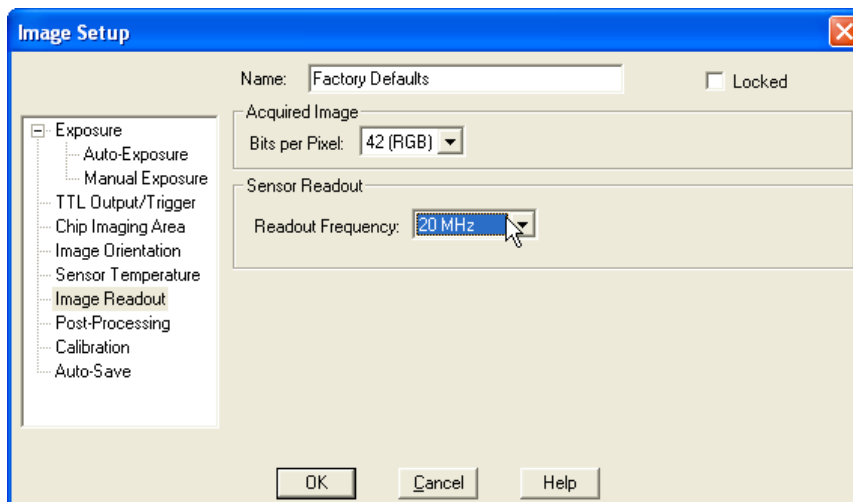 Image Setup
Name: Factory Defaults
Locked
Acquired Image
Bits per Pixel: 42 (RGB)
Sensor Readout
Readout Frequency: 20 MHz
Exposure
Auto-Exposure
Manual Exposure
TTL Output/Trigger
Chip Imaging Area
Image Orientation
Sensor Temperature
Image Readout
Post-Processing
Calibration
Auto-Save
OK
Cancel
Help